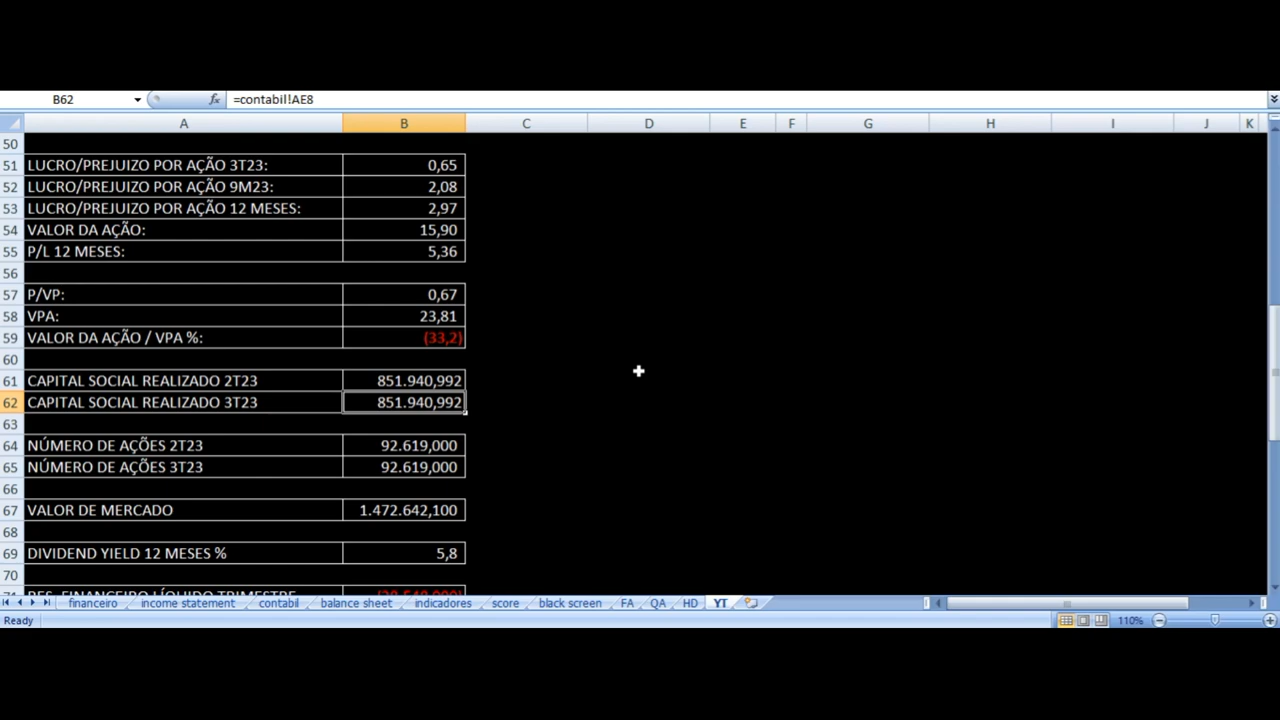 B62 fx =contabil!AE8
A B C D E F G H I J K
50
51 LUCRO/PREJUIZO POR AÇÃO 3T23: 0,65
52 LUCRO/PREJUIZO POR AÇÃO 9M23: 2,08
53 LUCRO/PREJUIZO POR AÇÃO 12 MESES: 2,97
54 VALOR DA AÇÃO: 15,90
55 P/L 12 MESES: 5,36
56
57 P/VP: 0,67
58 VPA: 23,81
59 VALOR DA AÇÃO / VPA %: (33,2)
60
61 CAPITAL SOCIAL REALIZADO 2T23 851.940,992
62 CAPITAL SOCIAL REALIZADO 3T23 851.940,992
63
64 NÚMERO DE AÇÕES 2T23 92.619,000
65 NÚMERO DE AÇÕES 3T23 92.619,000
66
67 VALOR DE MERCADO 1.472.642,100
68
69 DIVIDEND YIELD 12 MESES % 5,8
70
71 RES. FINANCEIRO LÍQUIDO TRIMESTRE
financeiro income statement contabil balance sheet indicadores score black screen FA QA HD YT
Ready 110%